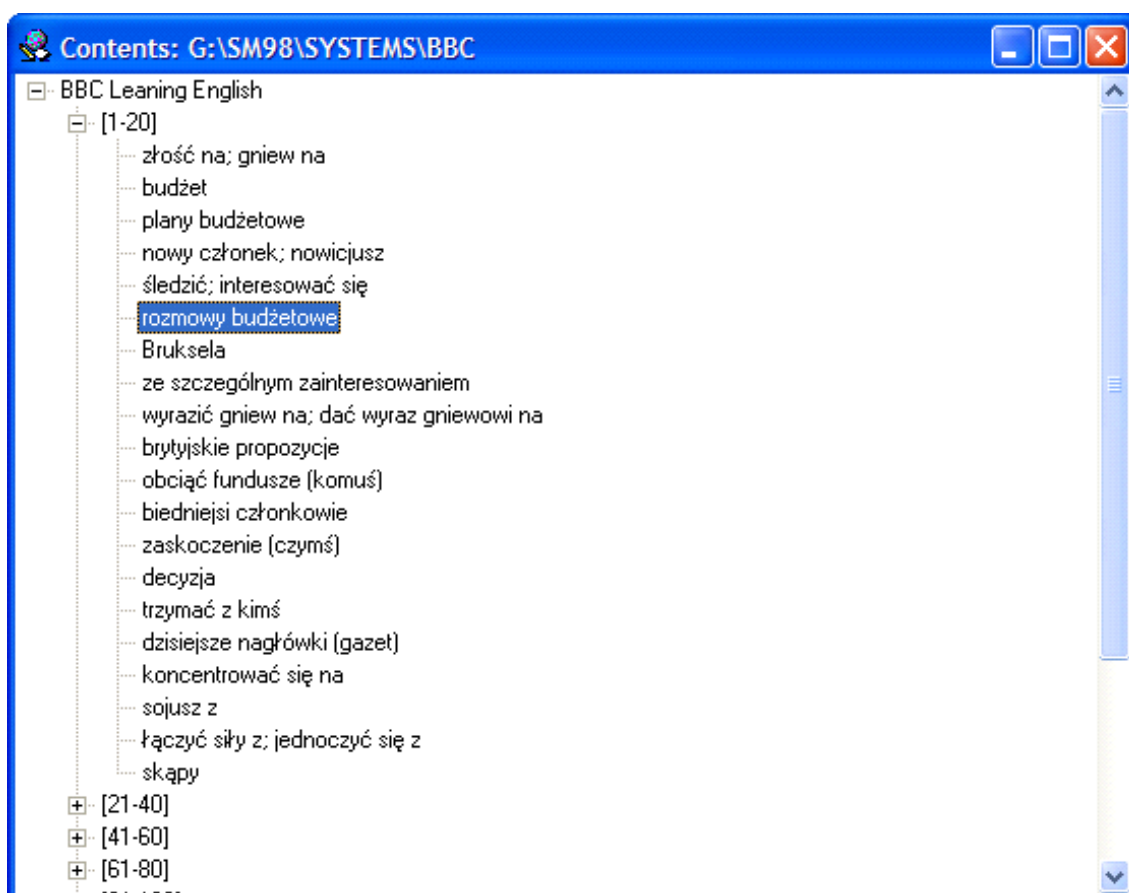 Contents: G:\SM98\SYSTEMS\BBC
BBC Leaning English
[1-20]
złość na; gniew na
budżet
plany budżetowe
nowy członek; nowicjusz
śledzić; interesować się
rozmowy budżetowe
Bruksela
ze szczególnym zainteresowaniem
wyrazić gniew na; dać wyraz gniewowi na
brytyjskie propozycje
obciąć fundusze (komuś)
biedniejsi członkowie
zaskoczenie (czymś)
decyzja
trzymać z kimś
dzisiejsze nagłówki (gazet)
koncentrować się na
sojusz z
łączyć siły z; jednoczyć się z
skąpy
[21-40]
[41-60]
[61-80]